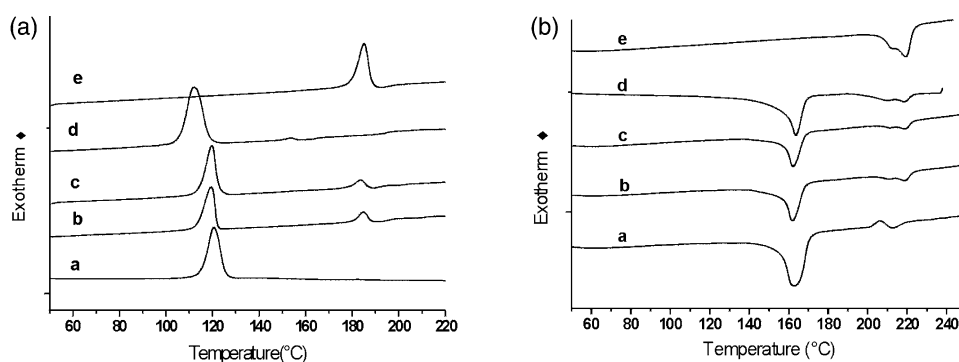 (a)
Exotherm ♦
e
d
c
b
a
60 80 100 120 140 160 180 200 220
Temperature(°C)
(b)
Exotherm ♦
e
d
c
b
a
60 80 100 120 140 160 180 200 220 240
Temperature (°C)